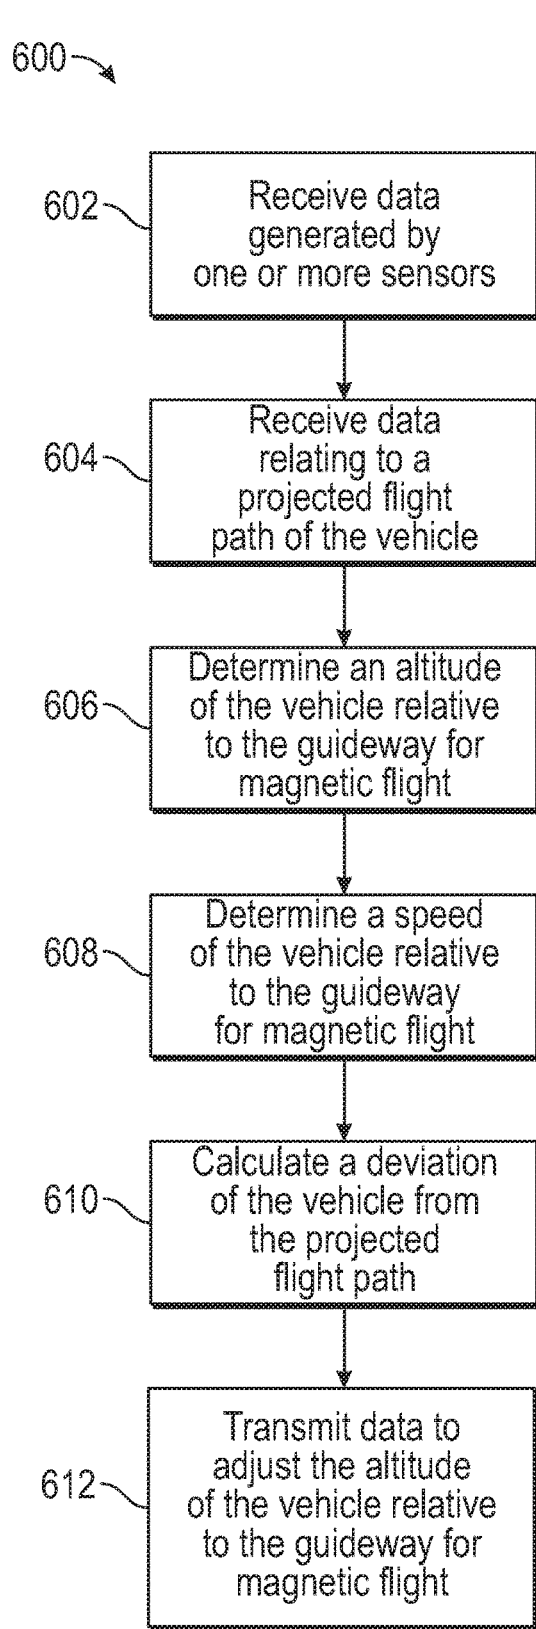 600
602
Receive data
generated by
one or more sensors
604
Receive data
relating to a
projected flight
path of the vehicle
606
Determine an altitude
of the vehicle relative
to the guideway for
magnetic flight
608
Determine a speed
of the vehicle relative
to the guideway
for magnetic flight
610
Calculate a deviation
of the vehicle from
the projected
flight path
612
Transmit data to
adjust the altitude
of the vehicle relative
to the guideway for
magnetic flight